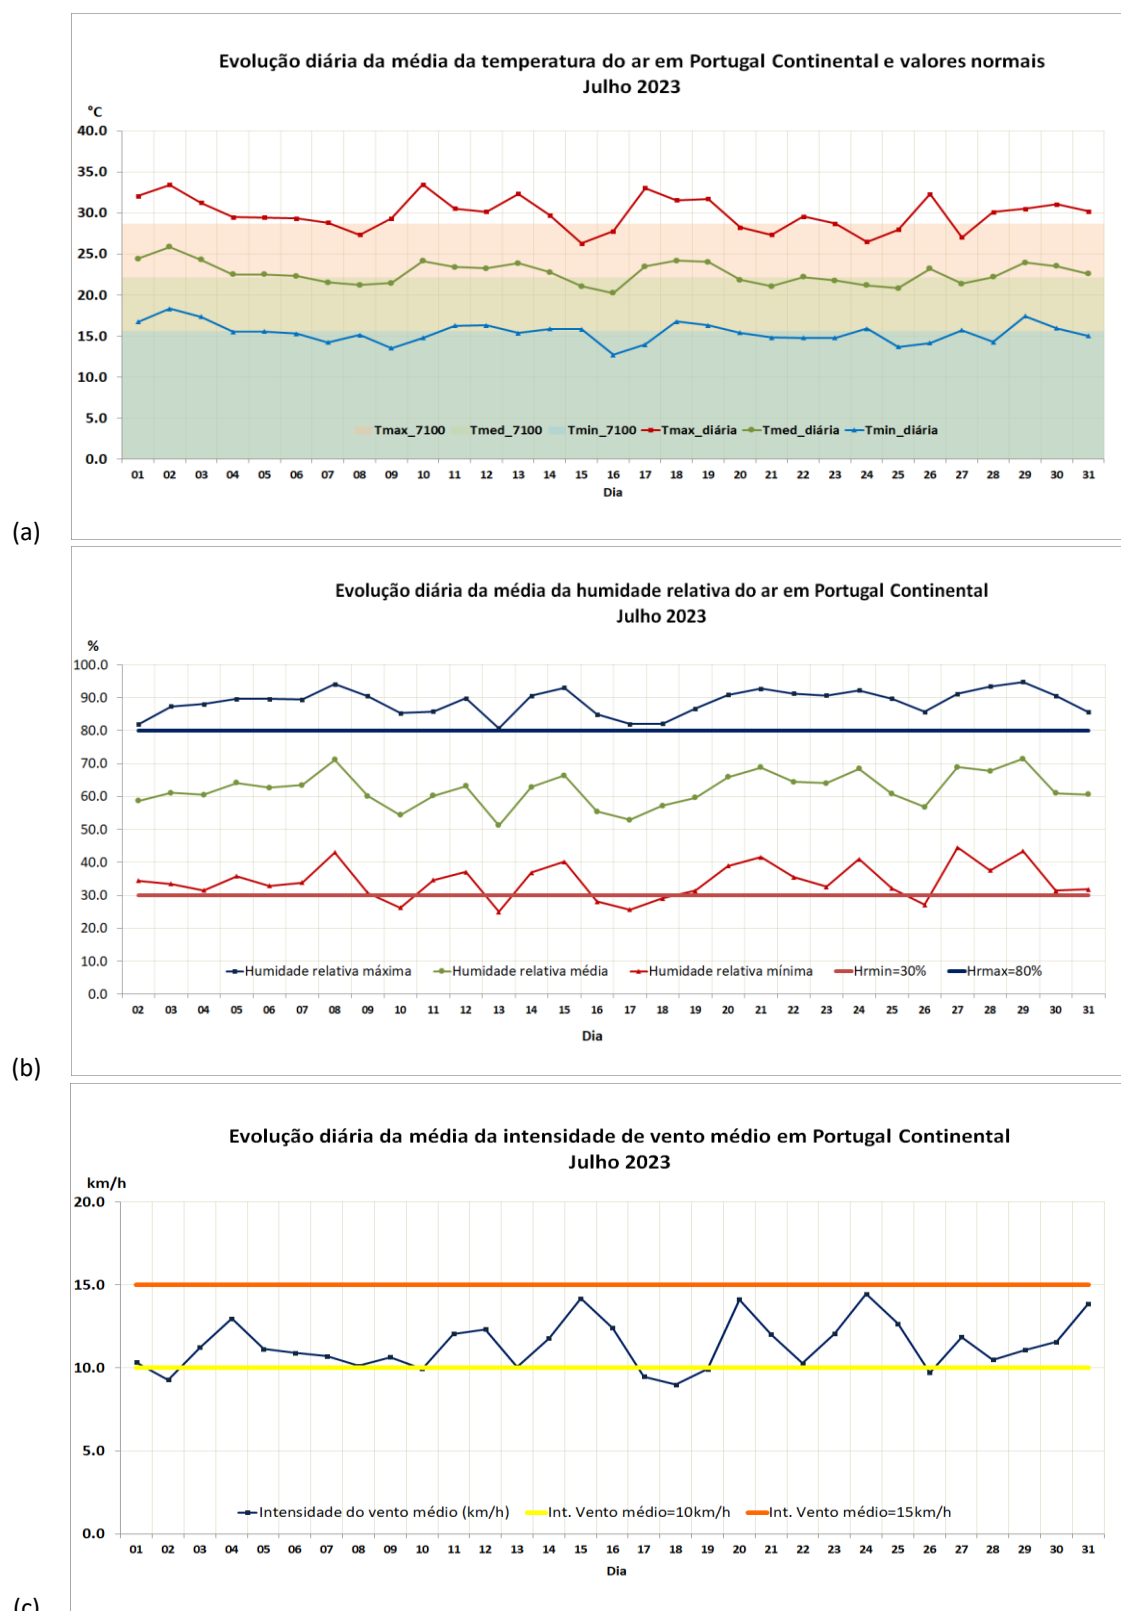 Evolução diária da média da temperatura do ar em Portugal Continental e valores normais
Julho 2023
°C
40.0
35.0
30.0
25.0
20.0
15.0
10.0
5.0
0.0
Tmax_7100 Tmed_7100 Tmin_7100 Tmax_diária Tmed_diária Tmin_diária
01 02 03 04 05 06 07 08 09 10 11 12 13 14 15 16 17 18 19 20 21 22 23 24 25 26 27 28 29 30 31
Dia
(a)
Evolução diária da média da humidade relativa do ar em Portugal Continental
Julho 2023
%
100.0
90.0
80.0
70.0
60.0
50.0
40.0
30.0
20.0
10.0
0.0
Humidade relativa máxima Humidade relativa média Humidade relativa mínima Hrmin=30% Hrmax=80%
02 03 04 05 06 07 08 09 10 11 12 13 14 15 16 17 18 19 20 21 22 23 24 25 26 27 28 29 30 31
Dia
(b)
Evolução diária da média da intensidade de vento médio em Portugal Continental
Julho 2023
km/h
20.0
15.0
10.0
5.0
0.0
Intensidade do vento médio (km/h) Int. Vento médio=10km/h Int. Vento médio=15km/h
01 02 03 04 05 06 07 08 09 10 11 12 13 14 15 16 17 18 19 20 21 22 23 24 25 26 27 28 29 30 31
Dia
(c)